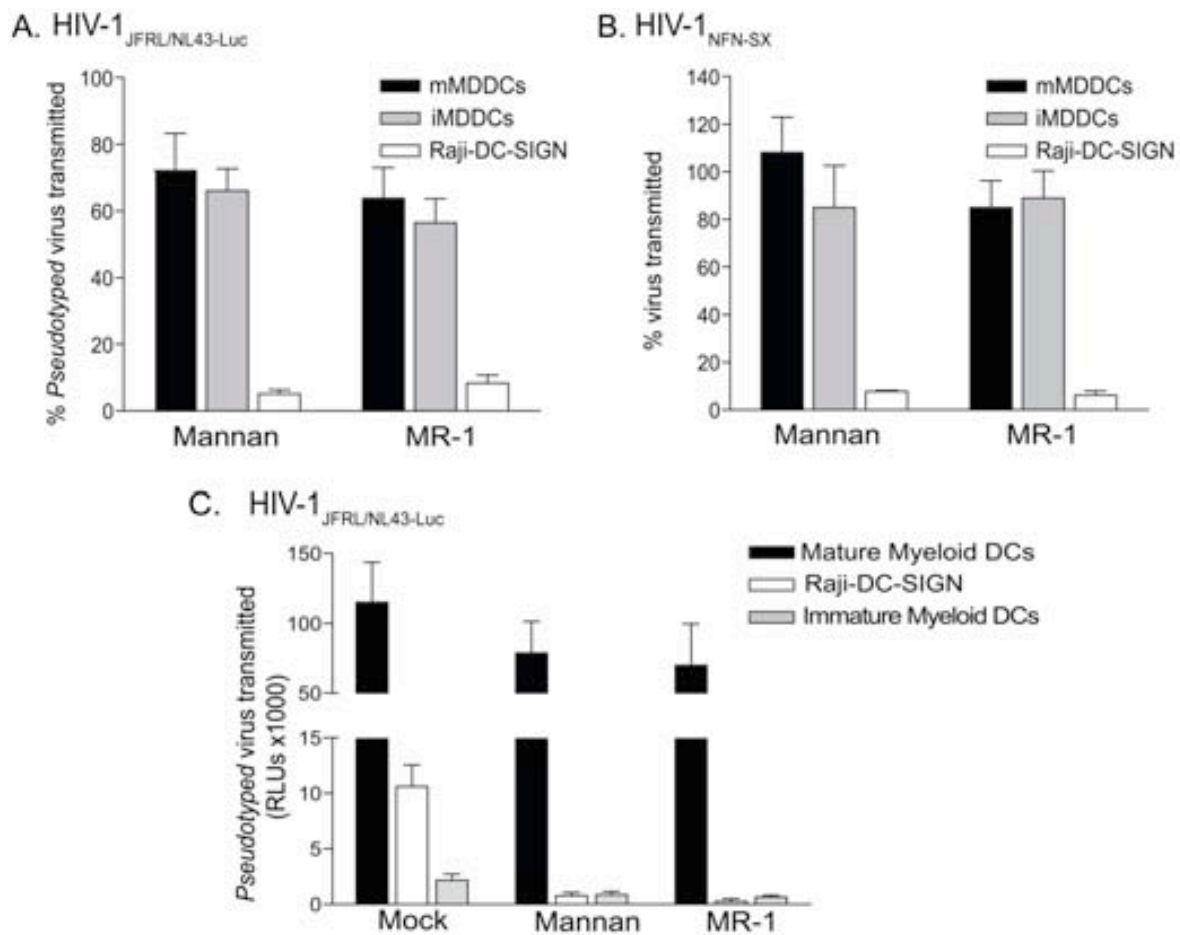 A. HIV-1JFRL/NL43-Luc
% Pseudotyped virus transmitted
100
80
60
40
20
0
mMDDCs
iMDDCs
Raji-DC-SIGN
Mannan
MR-1
B. HIV-1NFN-SX
% virus transmitted
140
120
100
80
60
40
20
0
mMDDCs
iMDDCs
Raji-DC-SIGN
Mannan
MR-1
C. HIV-1JFRL/NL43-Luc
Pseudotyped virus transmitted
(RLUs x1000)
150
100
50
15
10
5
0
Mature Myeloid DCs
Raji-DC-SIGN
Immature Myeloid DCs
Mock
Mannan
MR-1